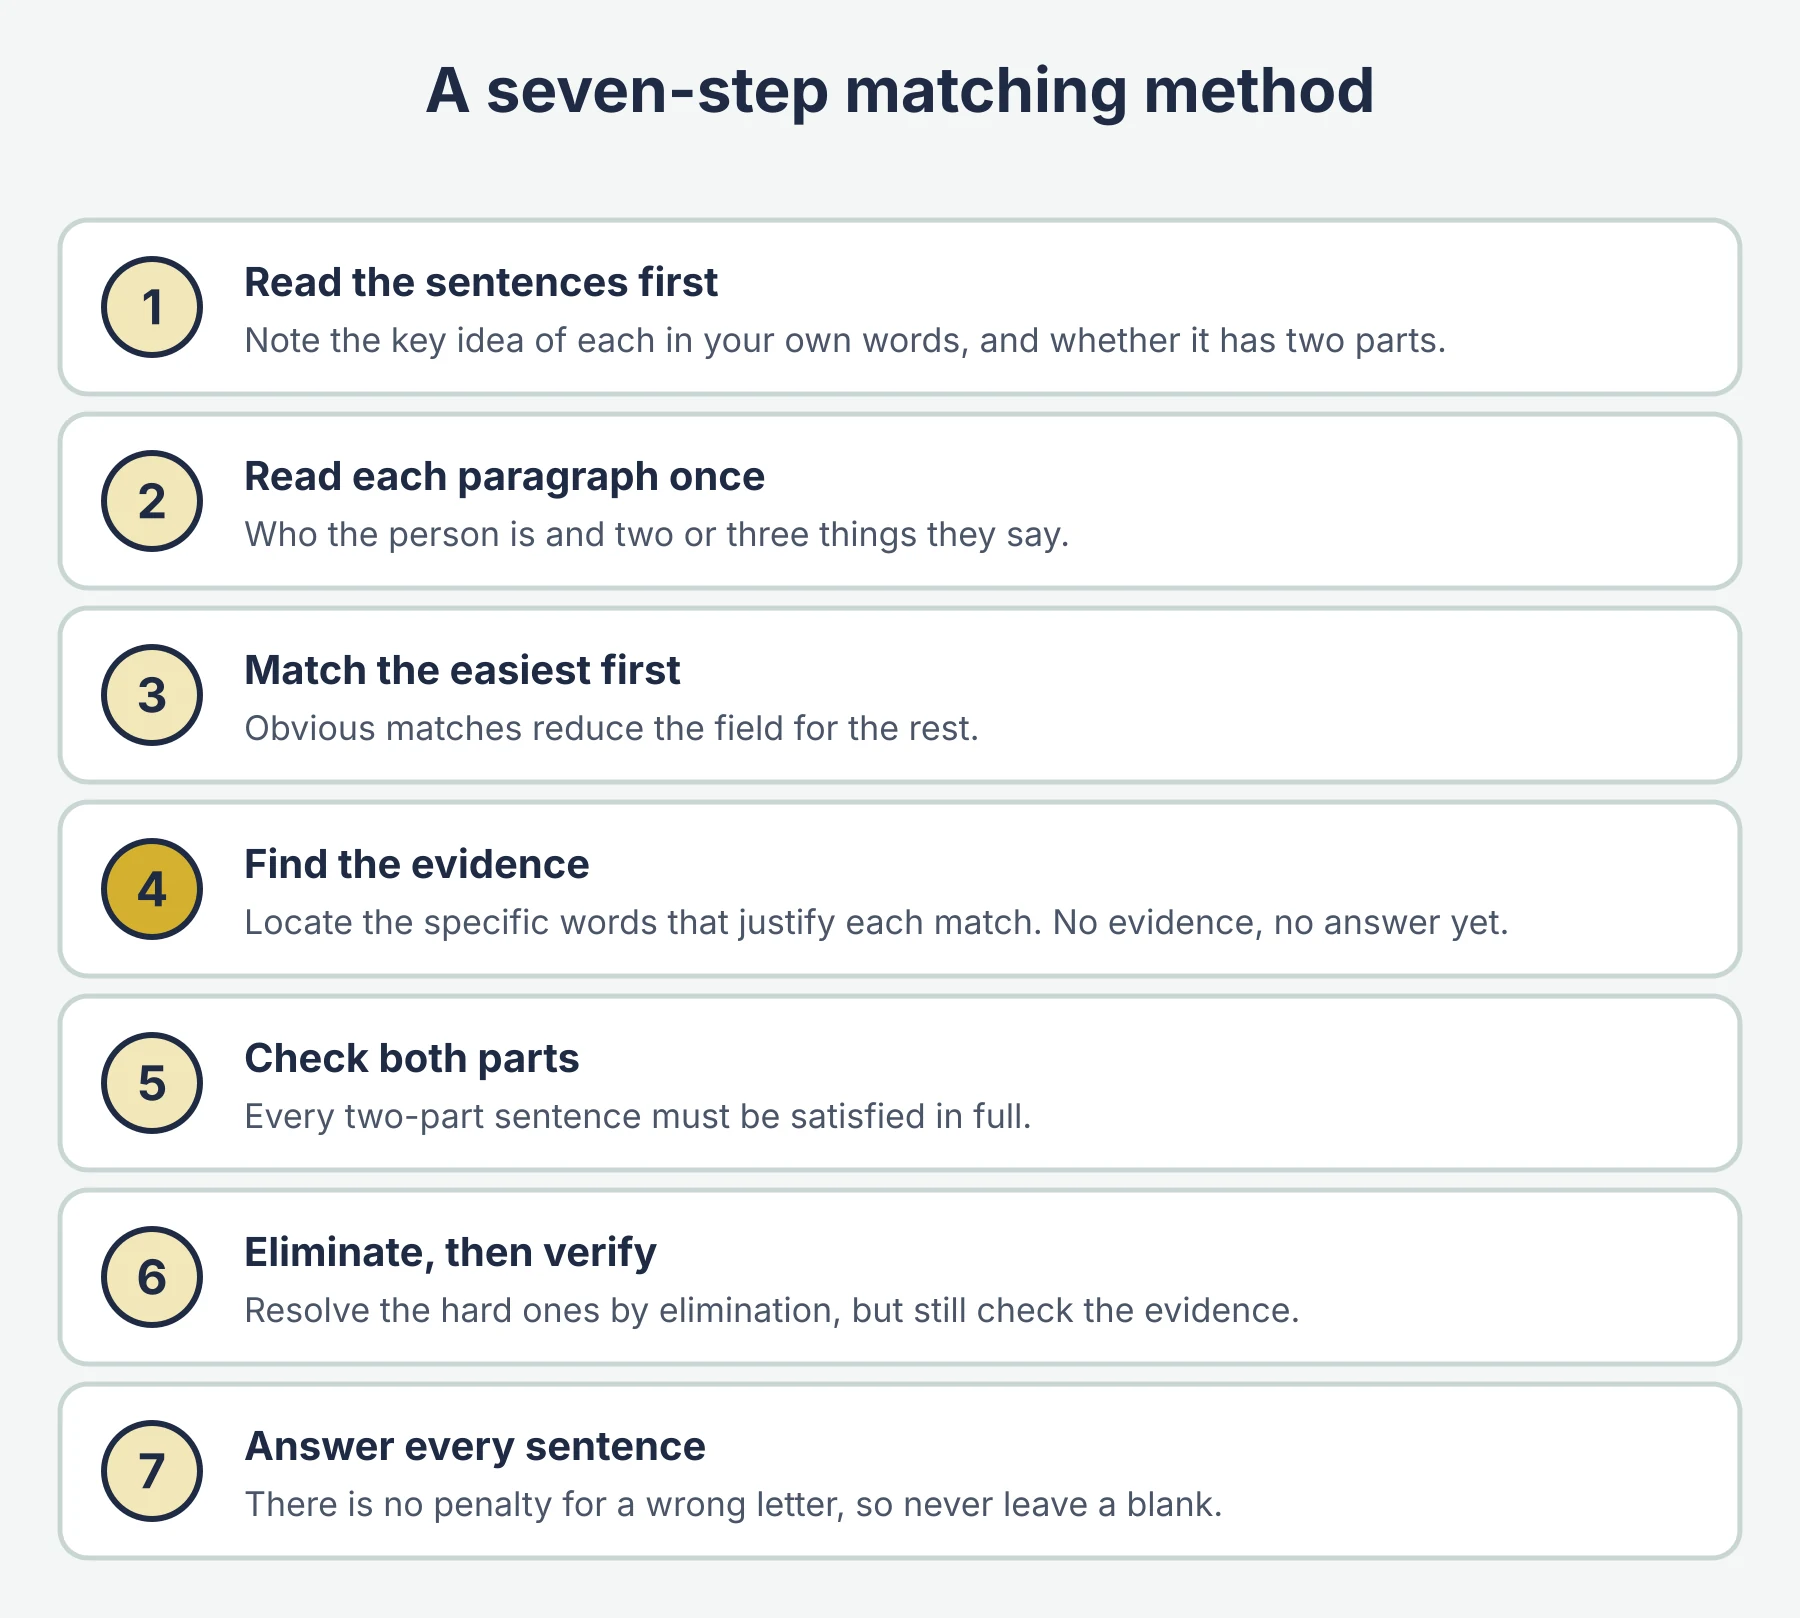 A seven-step matching method
1
Read the sentences first
Note the key idea of each in your own words, and whether it has two parts.
2
Read each paragraph once
Who the person is and two or three things they say.
3
Match the easiest first
Obvious matches reduce the field for the rest.
4
Find the evidence
Locate the specific words that justify each match. No evidence, no answer yet.
5
Check both parts
Every two-part sentence must be satisfied in full.
6
Eliminate, then verify
Resolve the hard ones by elimination, but still check the evidence.
7
Answer every sentence
There is no penalty for a wrong letter, so never leave a blank.